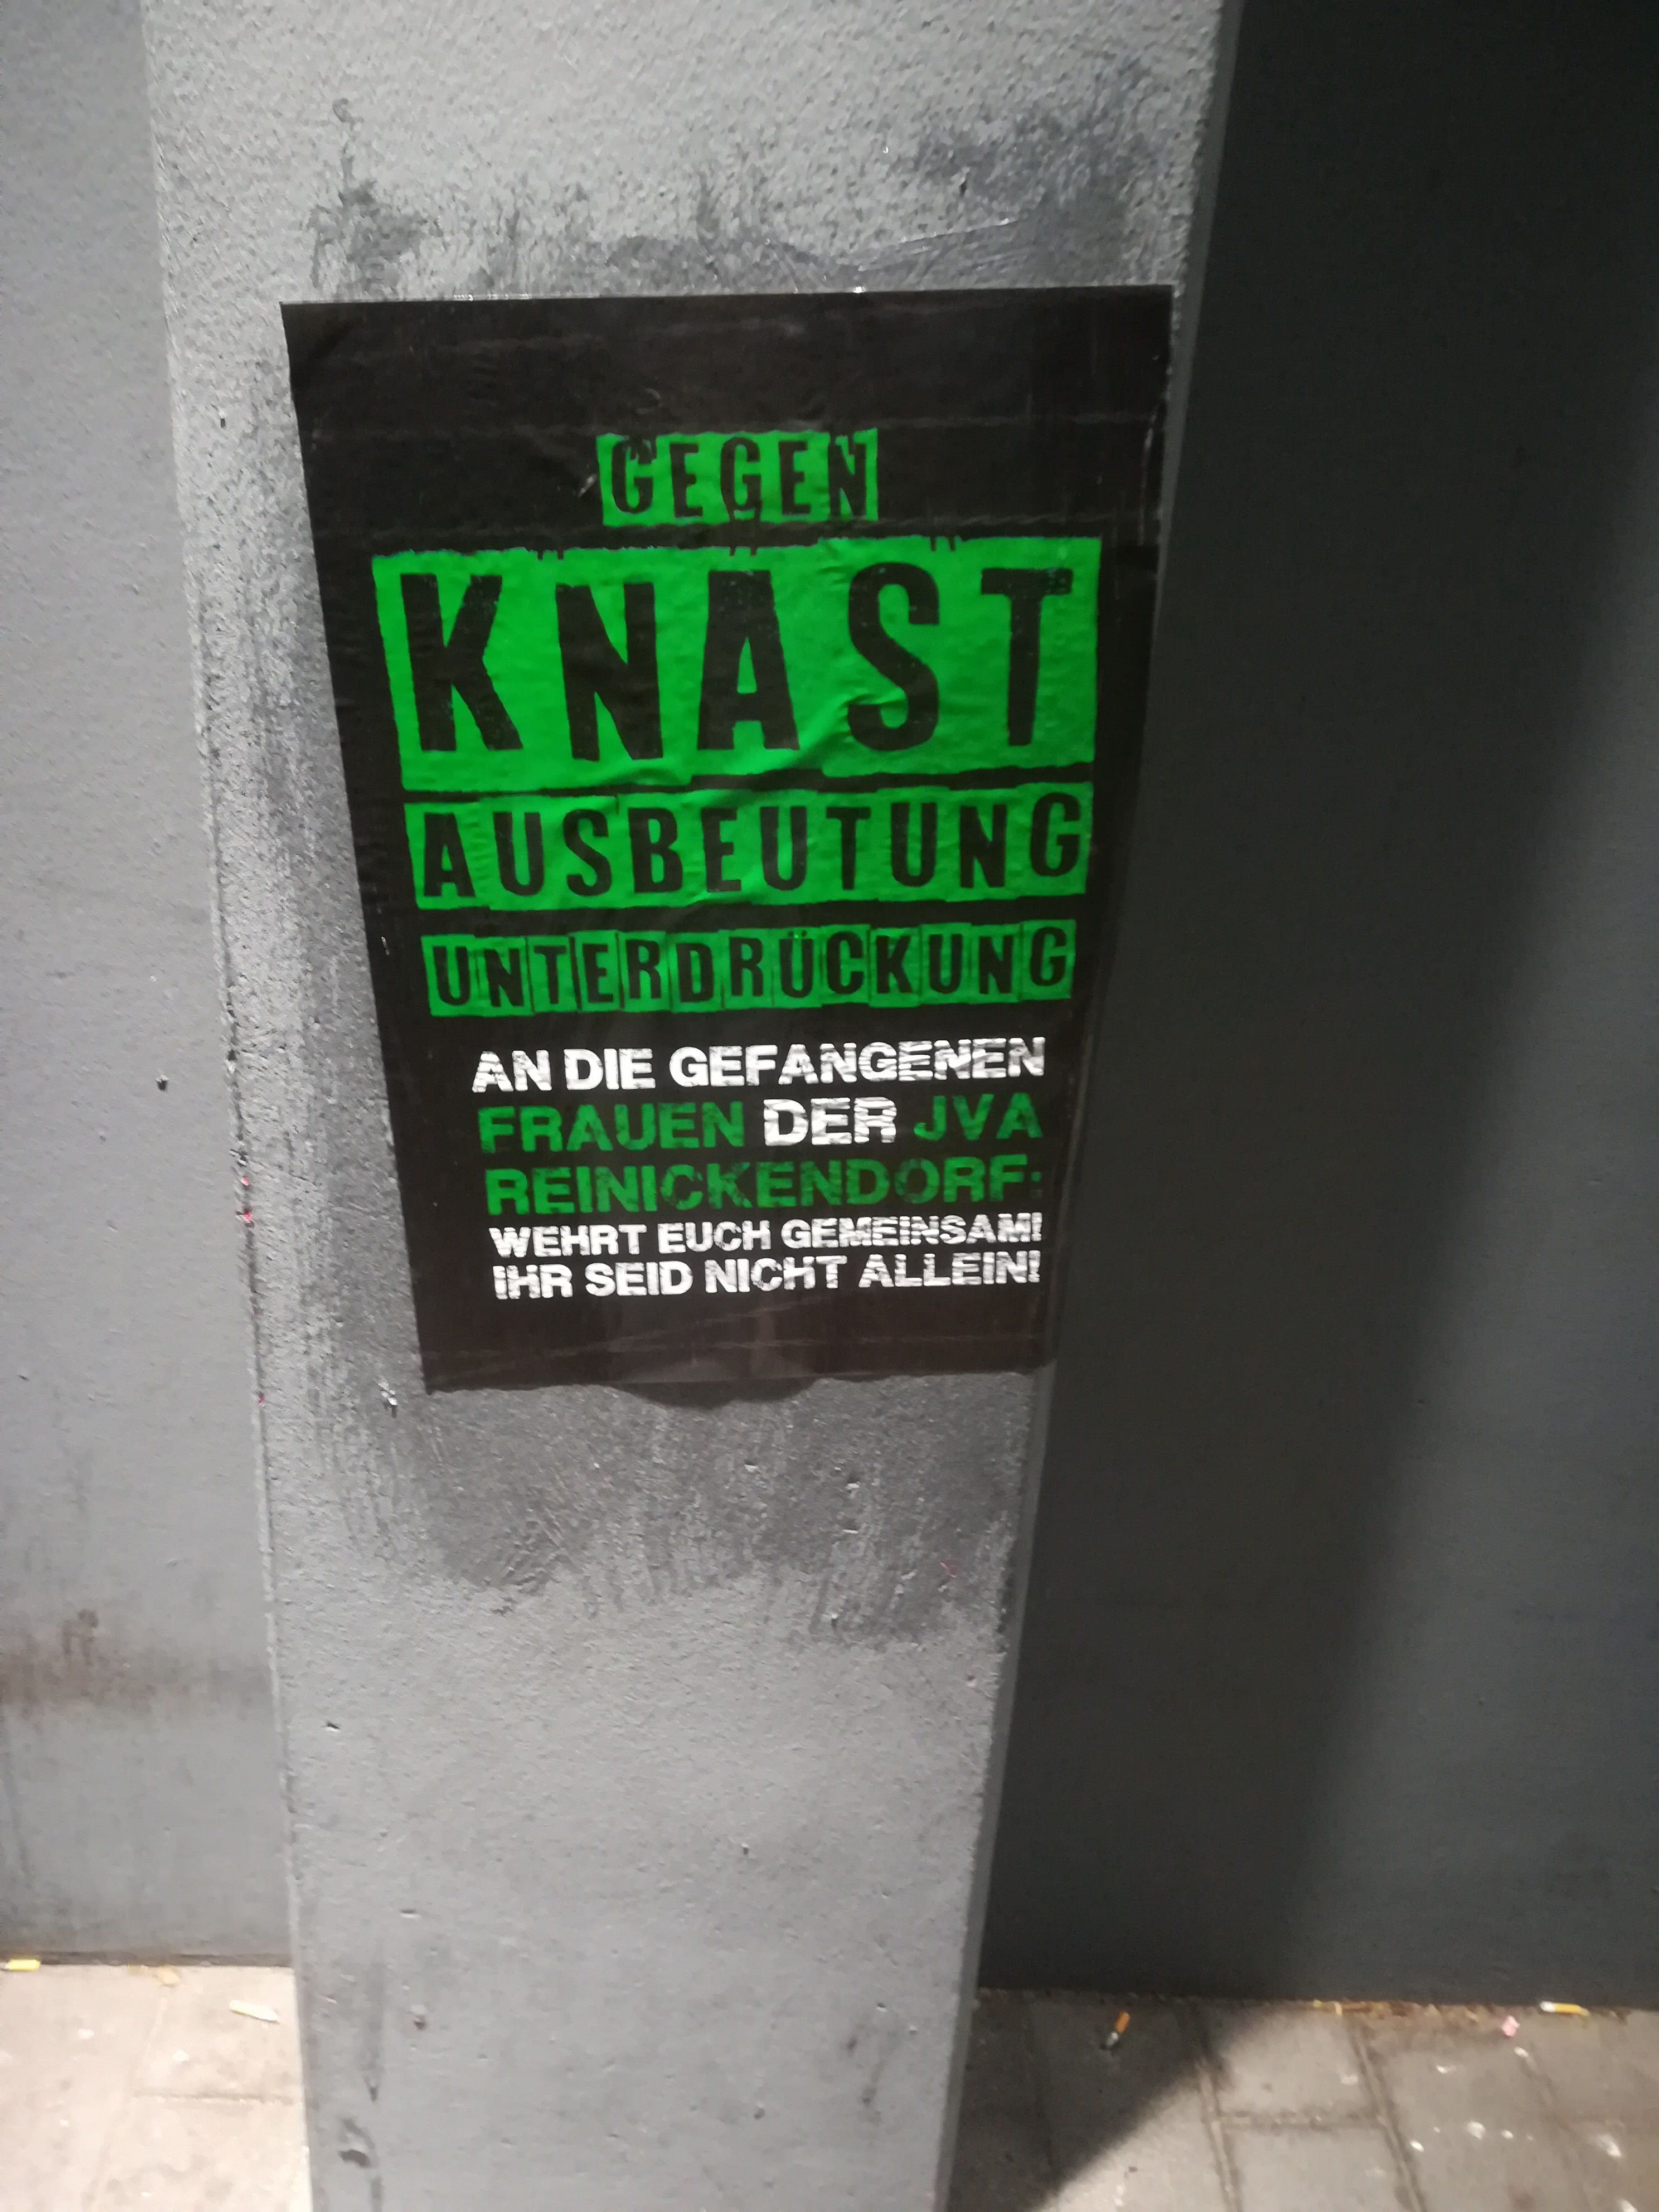 GEGEN
KNAST
AUSBEUTUNG
UNTERDRÜCKUNG
AN DIE GEFANGENEN
FRAUEN DER JVA
REINICKENDORF:
WEHRT EUCH GEMEINSAM!
IHR SEID NICHT ALLEIN!